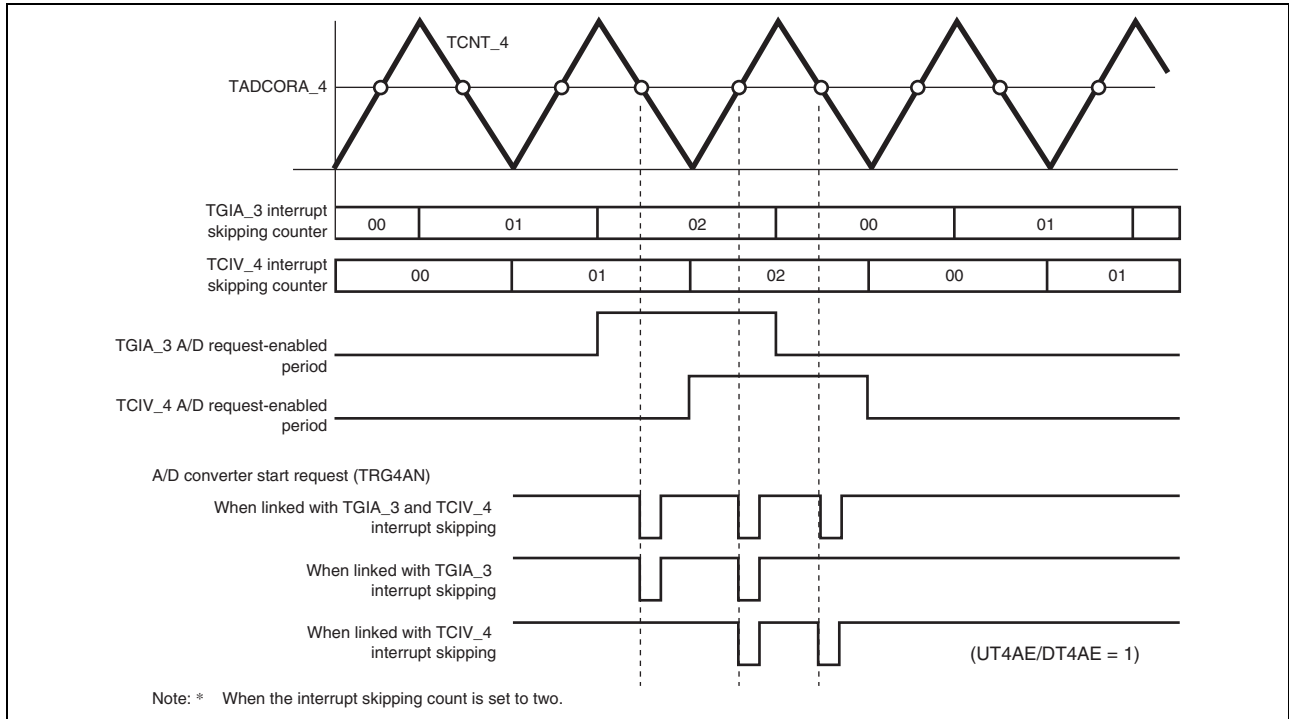 TCNT_4
TADCORA_4
TGIA_3 interrupt
skipping counter
00 01 02 00 01
TCIV_4 interrupt
skipping counter
00 01 02 00 01
TGIA_3 A/D request-enabled
period
TCIV_4 A/D request-enabled
period
A/D converter start request (TRG4AN)
When linked with TGIA_3 and TCIV_4
interrupt skipping
When linked with TGIA_3
interrupt skipping
When linked with TCIV_4
interrupt skipping
(UT4AE/DT4AE = 1)
Note: * When the interrupt skipping count is set to two.